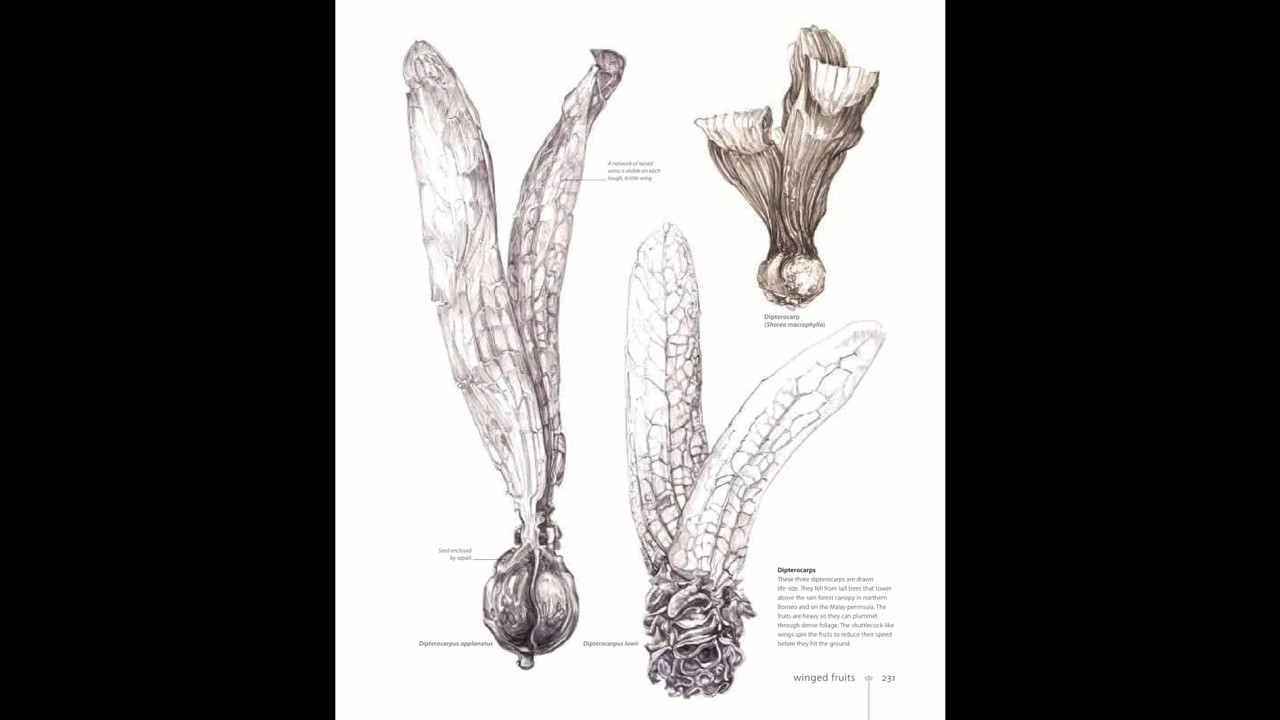 A network of raised
veins is visible on each
tough, brittle wing
Dipterocarp
(Shorea macrophylla)
Seed enclosed
by sepals
Dipterocarpus applanatus
Dipterocarpus lowii
Dipterocarps
These three dipterocarps are drawn
life-size. They fell from tall trees that tower
above the rain forest canopy in northern
Borneo and on the Malay peninsula. The
fruits are heavy so they can plummet
through dense foliage. The shuttlecock-like
wings spin the fruits to reduce their speed
before they hit the ground.
winged fruits 231